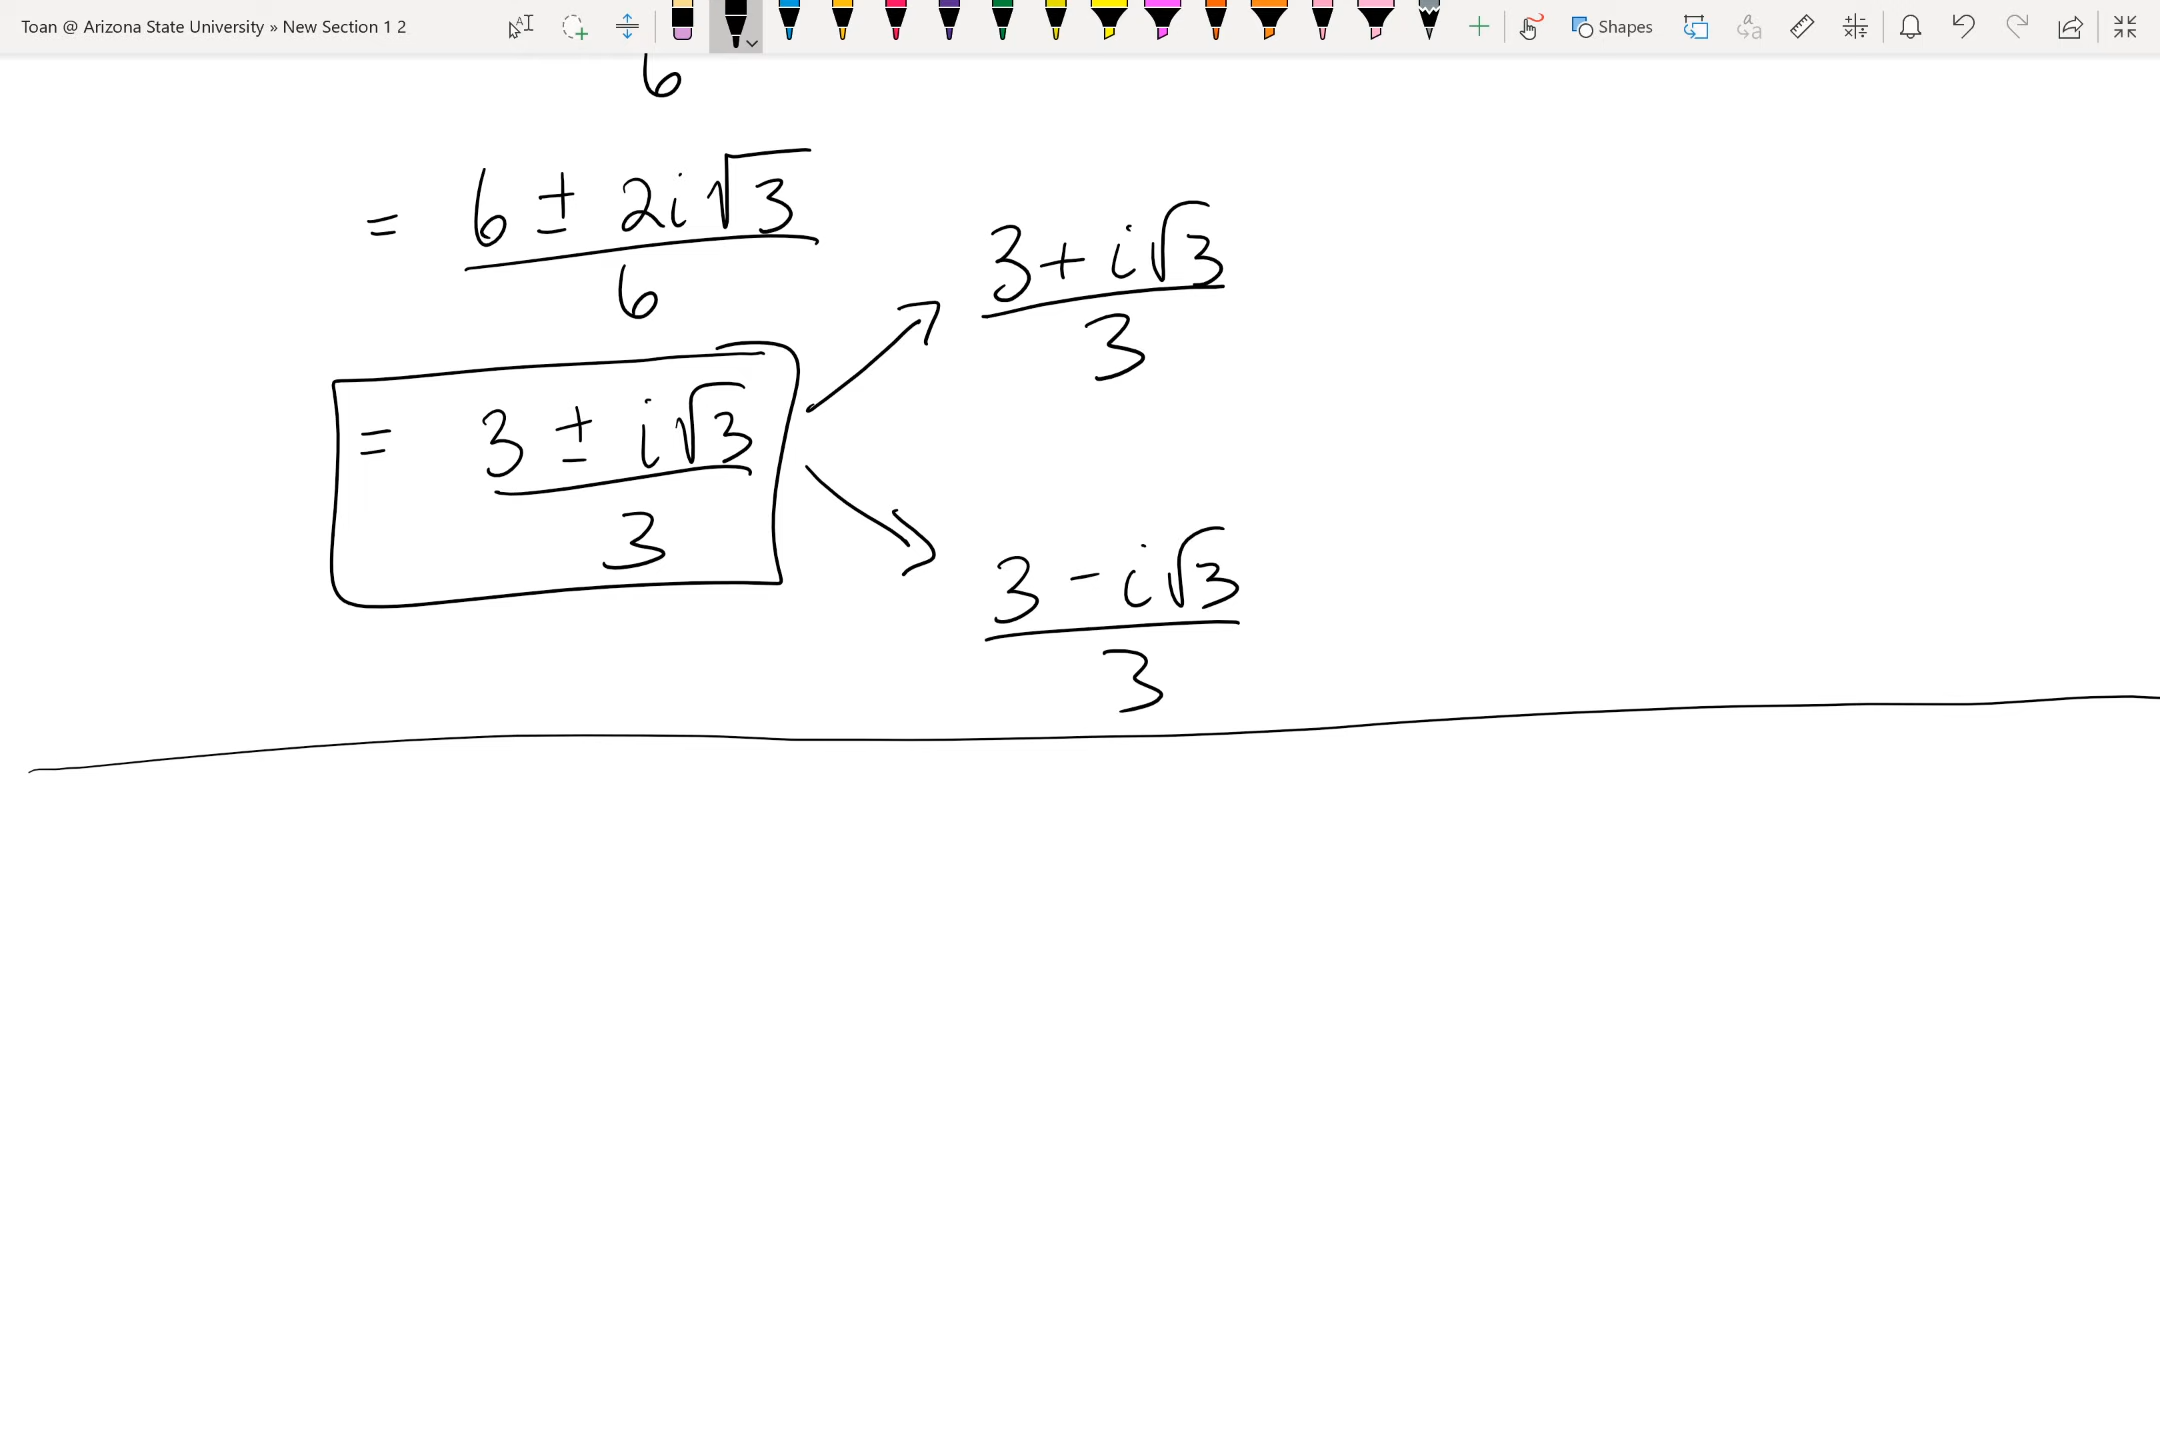 Toan @ Arizona State University » New Section 1 2
Shapes
6
= 6 ± 2i√3
6
= 3 ± i√3
3
3 + i√3
3
3 - i√3
3